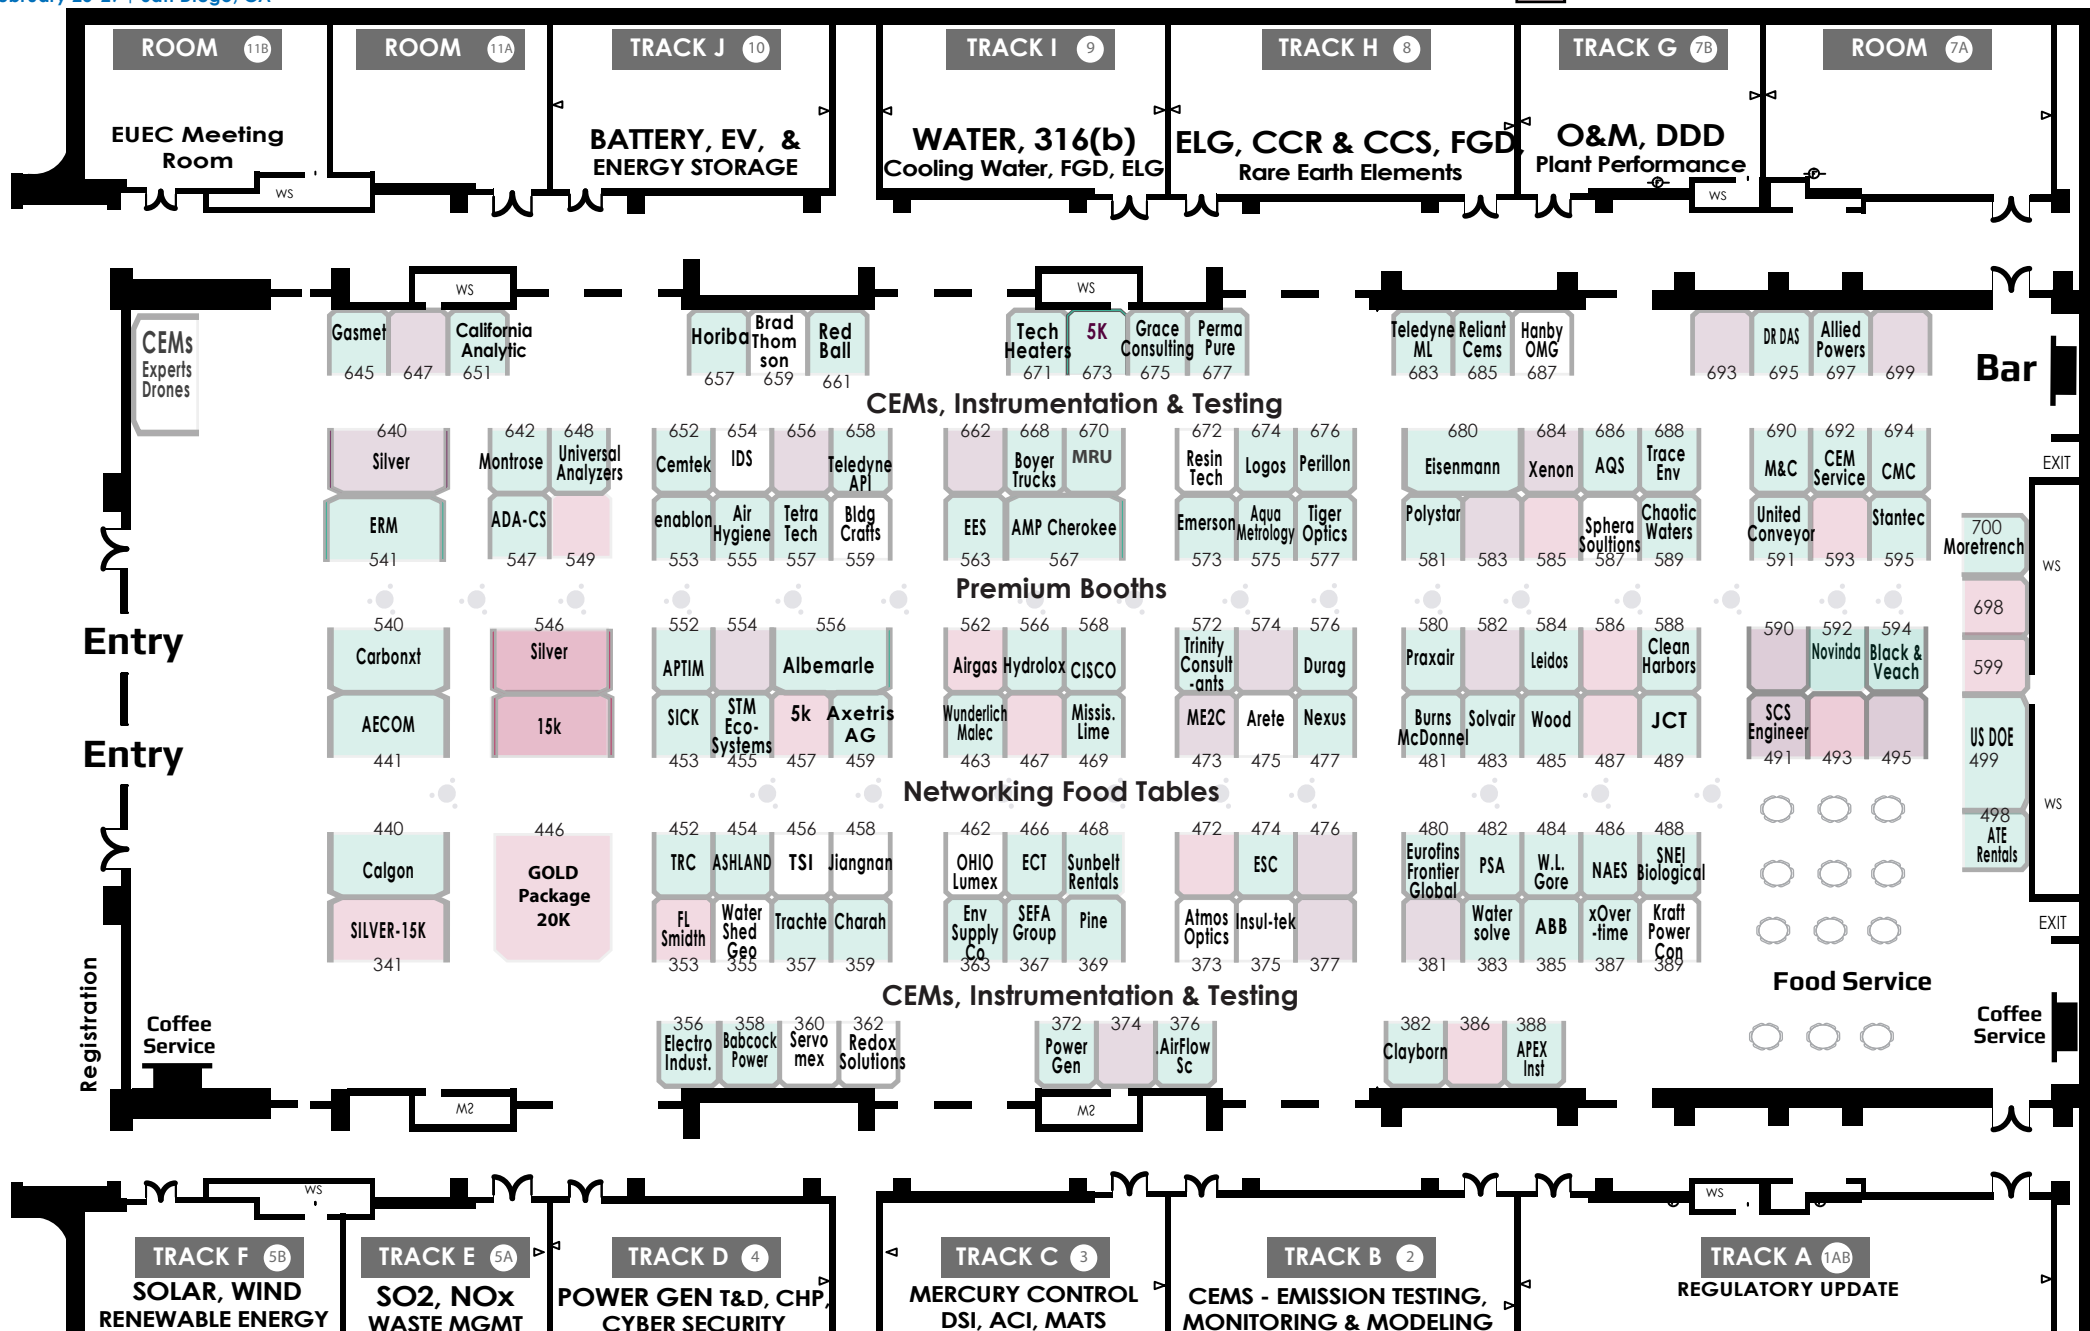 ROOM 11B
EUEC Meeting
Room
WS
ROOM 11A
TRACK J 10
BATTERY, EV, &
ENERGY STORAGE
TRACK I 9
WATER, 316(b)
Cooling Water, FGD, ELG
TRACK H 8
ELG, CCR & CCS, FGD,
Rare Earth Elements
TRACK G 7B
O&M, DDD
Plant Performance
WS
ROOM 7A
WS
WS
CEMs
Experts
Drones
Gasmet
645
647
California
Analytic
651
Horiba
657
Brad
Thom
son
659
Red
Ball
661
Tech
Heaters
671
5K
673
Grace
Consulting
675
Perma
Pure
677
Teledyne
ML
683
Reliant
Cems
685
Hanby
OMG
687
693
DR DAS
695
Allied
Powers
697
699
Bar
CEMs, Instrumentation & Testing
640
Silver
642
Montrose
648
Universal
Analyzers
652
Cemtek
654
IDS
656
658
Teledyne
API
662
668
Boyer
Trucks
670
MRU
672
Resin
Tech
674
Logos
676
Perillon
680
Eisenmann
684
Xenon
686
AQS
688
Trace
Env
690
M&C
692
CEM
Service
694
CMC
EXIT
ERM
541
ADA-CS
547
549
enablon
553
Air
Hygiene
555
Tetra
Tech
557
Bldg
Crafts
559
EES
563
AMP Cherokee
567
Emerson
573
Aqua
Metrology
575
Tiger
Optics
577
Polystar
581
583
585
Sphera
Soultions
587
Chaotic
Waters
589
United
Conveyor
591
593
Stantec
595
700
Moretrench
WS
698
599
Premium Booths
Entry
540
Carbonxt
546
Silver
552
APTIM
554
556
Albemarle
562
Airgas
566
Hydrolox
568
CISCO
572
Trinity
Consult
-ants
574
576
Durag
580
Praxair
582
584
Leidos
586
588
Clean
Harbors
590
592
Novinda
594
Black &
Veach
Entry
AECOM
441
15k
SICK
453
STM
Eco-
Systems
455
5k
457
Axetris
AG
459
Wunderlich
Malec
463
467
Missis.
Lime
469
ME2C
473
Arete
475
Nexus
477
Burns
McDonnel
481
Solvair
483
Wood
485
487
JCT
489
SCS
Engineer
491
493
495
US DOE
499
498
ATE
Rentals
WS
Networking Food Tables
440
Calgon
446
GOLD
Package
20K
452
TRC
454
ASHLAND
456
TSI
458
Jiangnan
462
OHIO
Lumex
466
ECT
468
Sunbelt
Rentals
472
474
ESC
476
480
Eurofins
Frontier
Global
482
PSA
484
W.L.
Gore
486
NAES
488
SNEI
Biological
SILVER-15K
341
FL
Smidth
353
Water
Shed
Geo
355
Trachte
357
Charah
359
Env
Supply
Co
363
SEFA
Group
367
Pine
369
Atmos
Optics
373
Insul-tek
375
377
381
Water
solve
383
ABB
385
xOver
-time
387
Kraft
Power
Con
389
EXIT
Food Service
CEMs, Instrumentation & Testing
Registration
Coffee
Service
356
Electro
Indust.
358
Babcock
Power
360
Servo
mex
362
Redox
Solutions
372
Power
Gen
374
376
.AirFlow
Sc
382
Clayborn
386
388
APEX
Inst
Coffee
Service
WS
WS
WS
WS
TRACK F 5B
SOLAR, WIND
RENEWABLE ENERGY
TRACK E 5A
SO2, NOx
WASTE MGMT
TRACK D 4
POWER GEN T&D, CHP,
CYBER SECURITY
TRACK C 3
MERCURY CONTROL
DSI, ACI, MATS
TRACK B 2
CEMS - EMISSION TESTING,
MONITORING & MODELING
TRACK A 1AB
REGULATORY UPDATE